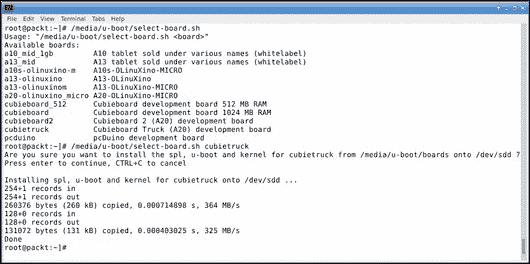 File Edit View Terminal Tabs Help
root@packt:~]# /media/u-boot/select-board.sh
Usage: "/media/u-boot/select-board.sh <board>"
Available boards:
a10_mid_1gb A10 tablet sold under various names (whitelabel)
a13_mid A13 tablet sold under various names (whitelabel)
a10s-olinuxino-m A10s-OLinuXino-MICRO
a13-olinuxino A13-OLinuXino
a13-olinuxinom A13-OLinuXino-MICRO
a20-olinuxino_micro A20-OLinuXino-MICRO
cubieboard_512 Cubieboard development board 512 MB RAM
cubieboard Cubieboard development board 1024 MB RAM
cubieboard2 Cubieboard 2 (A20) development board
cubietruck Cubieboard Truck (A20) development board
pcduino pcDuino development board
root@packt:~]# /media/u-boot/select-board.sh cubietruck
Are you sure you want to install the spl, u-boot and kernel for cubietruck from /media/u-boot/boards onto /dev/sdd ?
Press enter to continue, CTRL+C to cancel
Installing spl, u-boot and kernel for cubietruck onto /dev/sdd ...
254+1 records in
254+1 records out
260376 bytes (260 kB) copied, 0.000714898 s, 364 MB/s
128+0 records in
128+0 records out
131072 bytes (131 kB) copied, 0.000403025 s, 325 MB/s
Done
root@packt:~]#